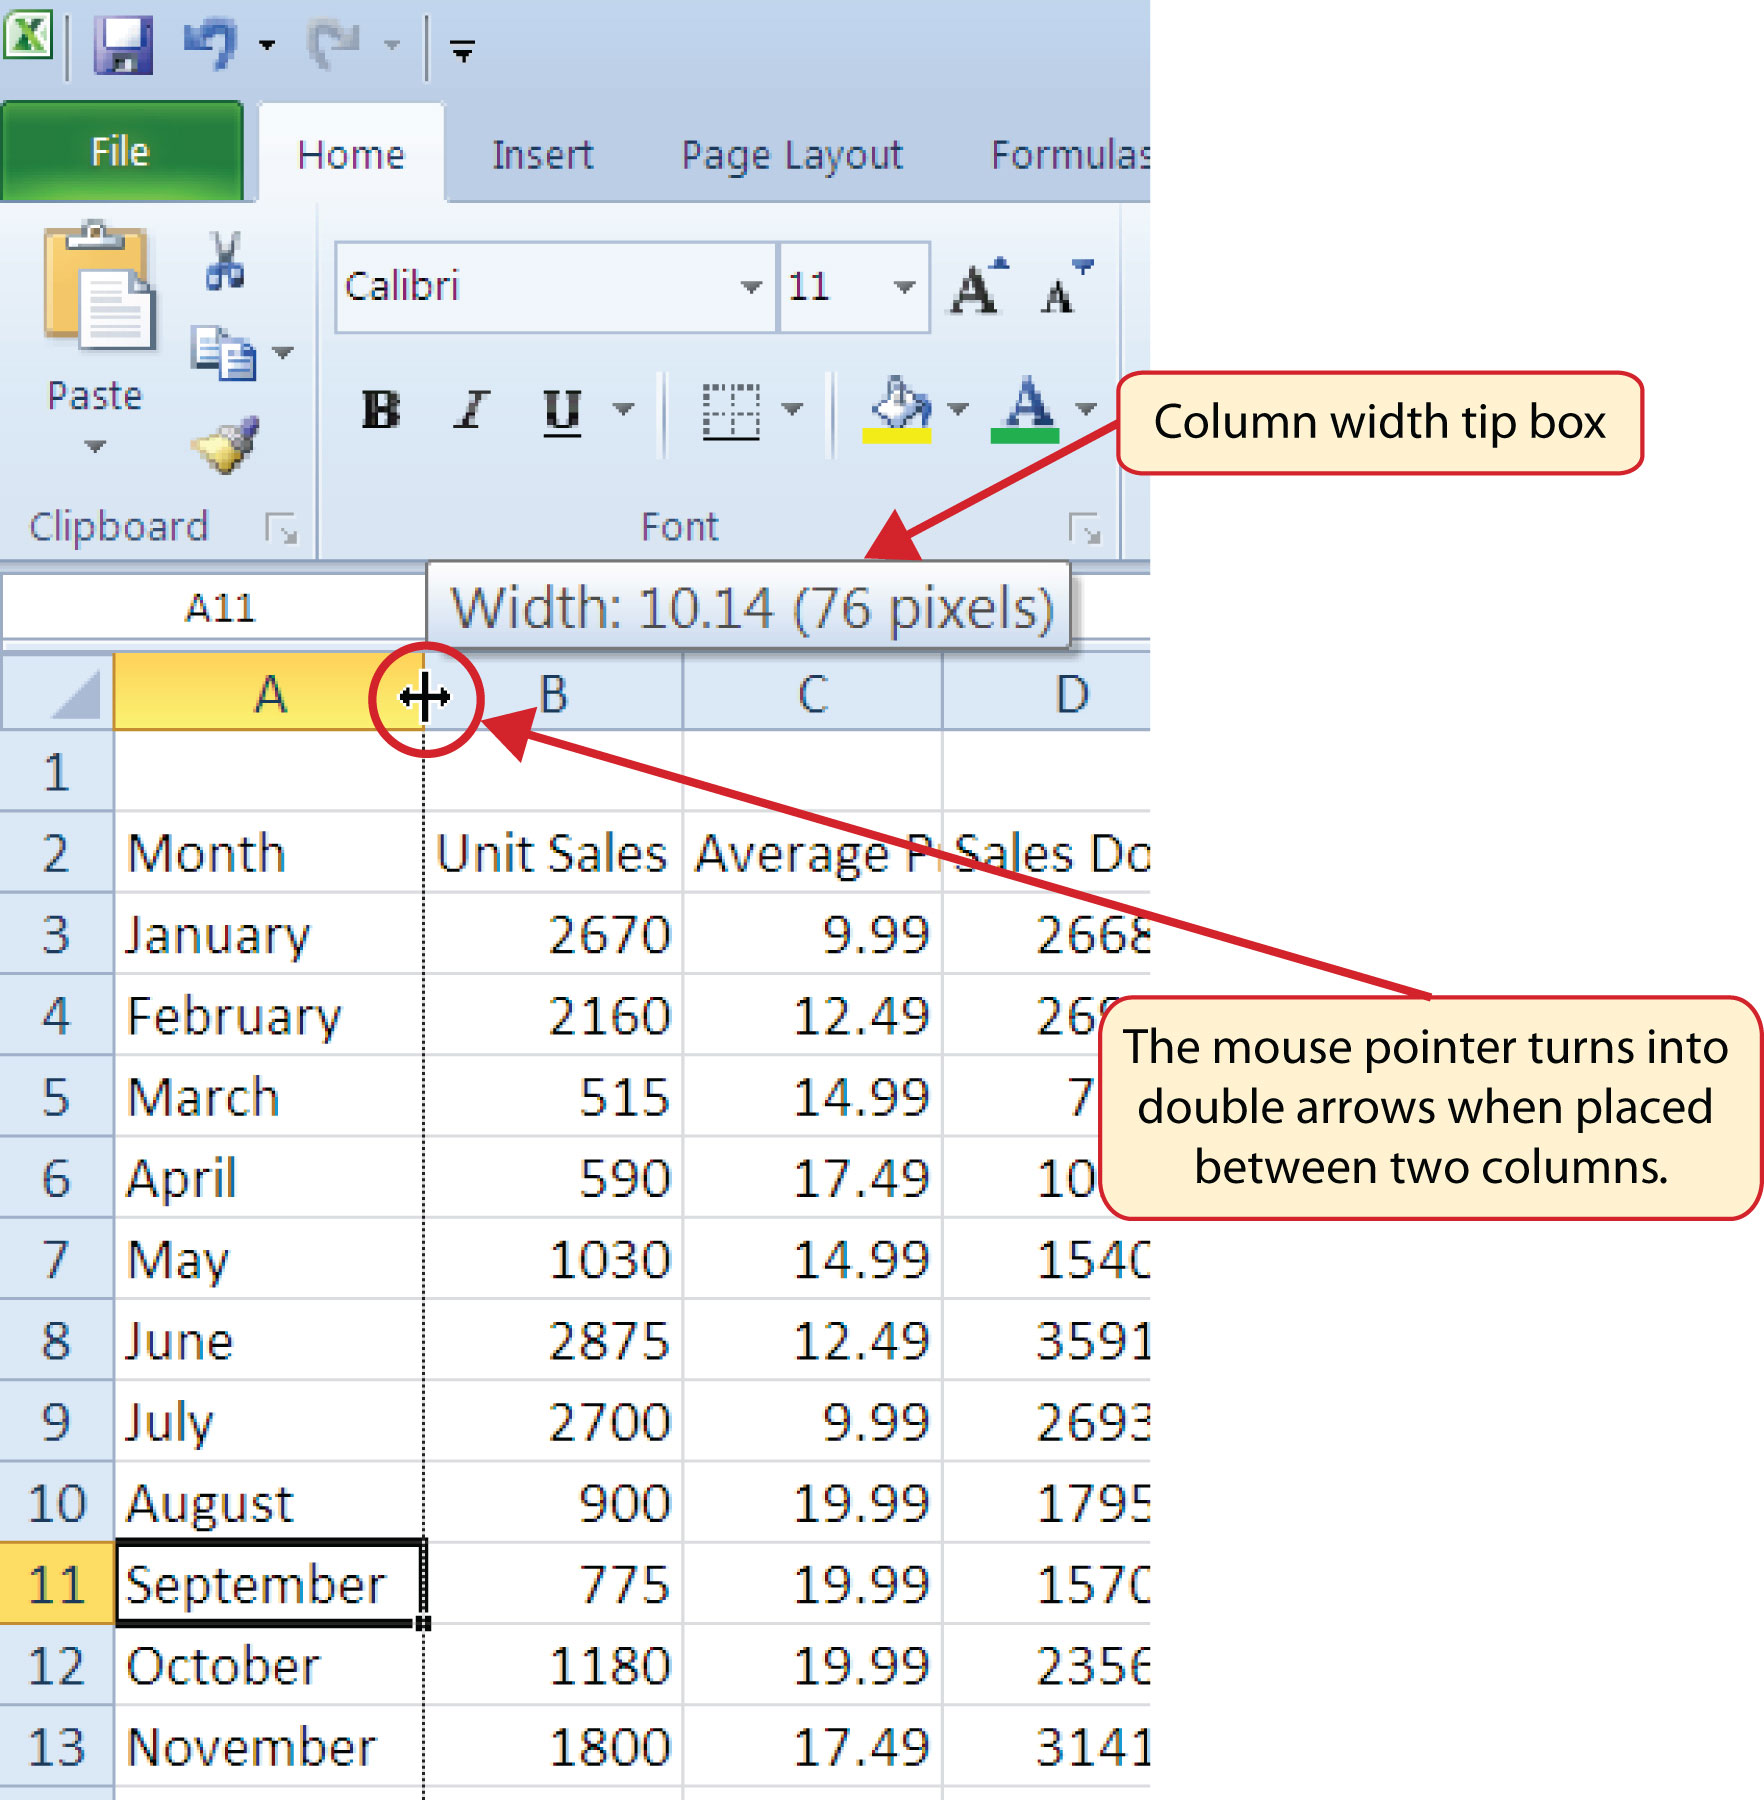 File Home Insert Page Layout Formulas
Calibri 11
Paste
B I U A
Clipboard Font
Column width tip box
A11 Width: 10.14 (76 pixels)
A B C D
1
2 Month Unit Sales Average P Sales Do
3 January 2670 9.99 2668
4 February 2160 12.49 26
5 March 515 14.99 7
6 April 590 17.49 10
7 May 1030 14.99 1540
8 June 2875 12.49 3591
9 July 2700 9.99 2693
10 August 900 19.99 1795
11 September 775 19.99 1570
12 October 1180 19.99 2356
13 November 1800 17.49 3141
The mouse pointer turns into
double arrows when placed
between two columns.